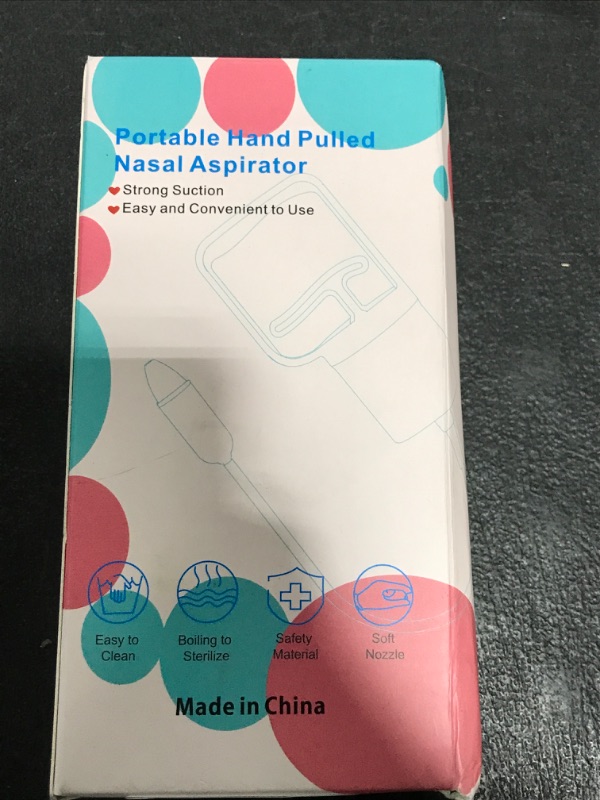 Portable Hand Pulled
Nasal Aspirator
Strong Suction
Easy and Convenient to Use
Easy to
Clean
Boiling to
Sterilize
Safety
Material
Soft
Nozzle
Made in China